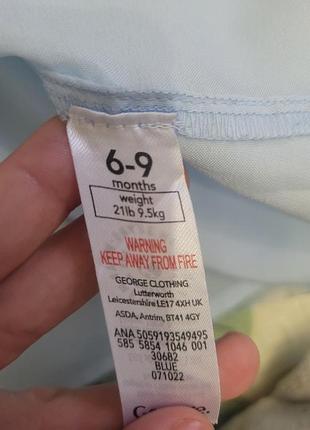 6-9
months
weight
21lb 9.5kg
WARNING
KEEP AWAY FROM FIRE
GEORGE CLOTHING
Lutterworth
Leicestershire LE17 4XH UK
ASDA, Antrim, BT41 4GY
ANA 5059193549495
585 5854 1046 001
30682
BLUE
071022